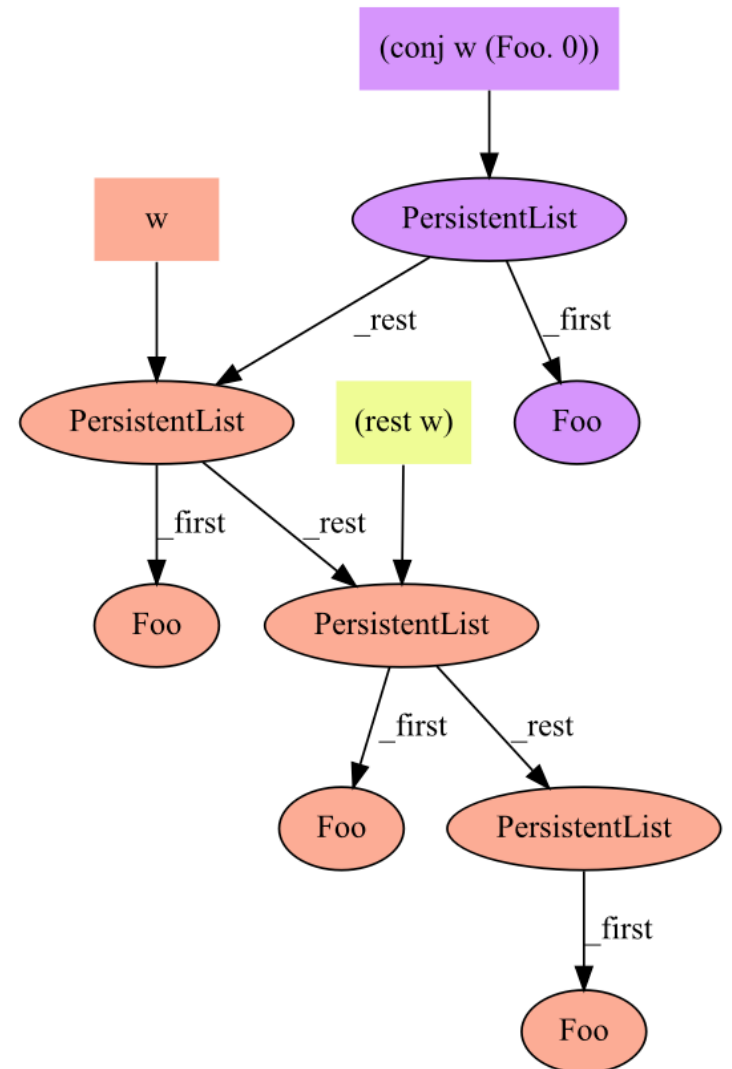 (conj w (Foo. 0))
w
PersistentList
_rest
_first
PersistentList
(rest w)
Foo
_first
_rest
Foo
PersistentList
_first
_rest
Foo
PersistentList
_first
Foo